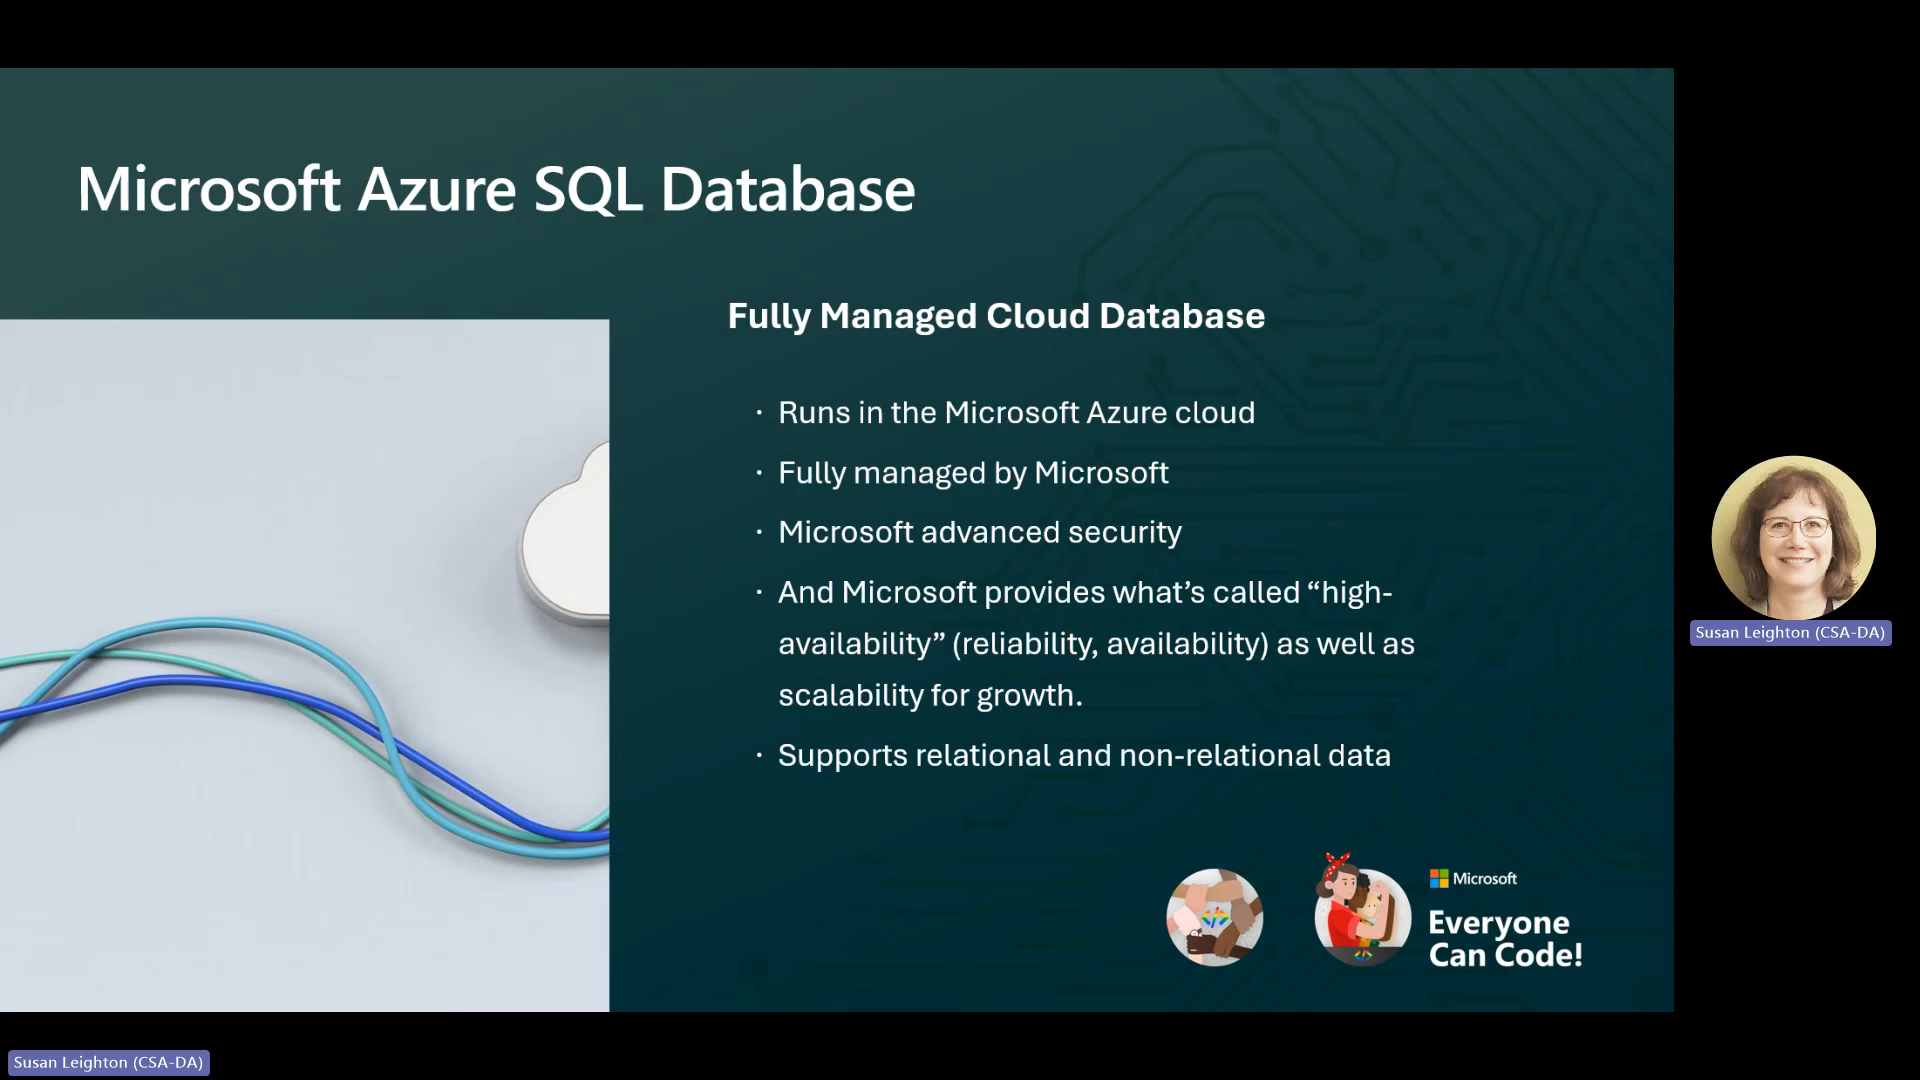 Microsoft Azure SQL Database
Fully Managed Cloud Database
· Runs in the Microsoft Azure cloud
· Fully managed by Microsoft
· Microsoft advanced security
· And Microsoft provides what’s called “high-
availability” (reliability, availability) as well as
scalability for growth.
· Supports relational and non-relational data
Microsoft
Everyone
Can Code!
Susan Leighton (CSA-DA)
Susan Leighton (CSA-DA)